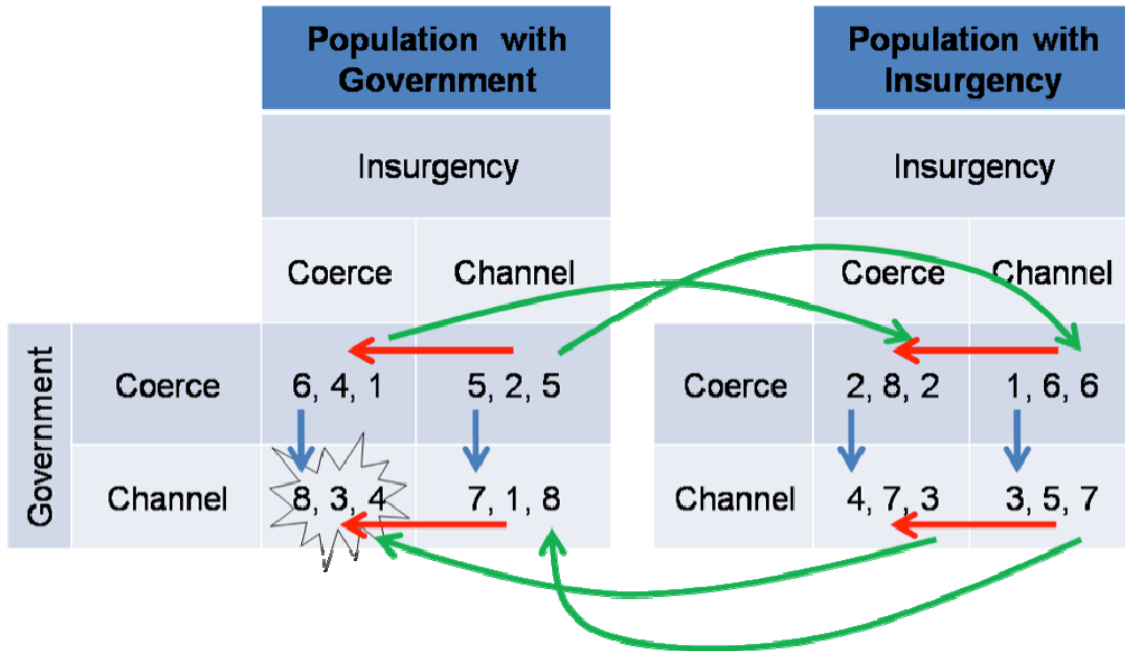 Population with
Government
Population with
Insurgency
Insurgency
Insurgency
Coerce
Channel
Coerce
Channel
Government
Coerce
6, 4, 1
5, 2, 5
Coerce
2, 8, 2
1, 6, 6
Channel
8, 3, 4
7, 1, 8
Channel
4, 7, 3
3, 5, 7